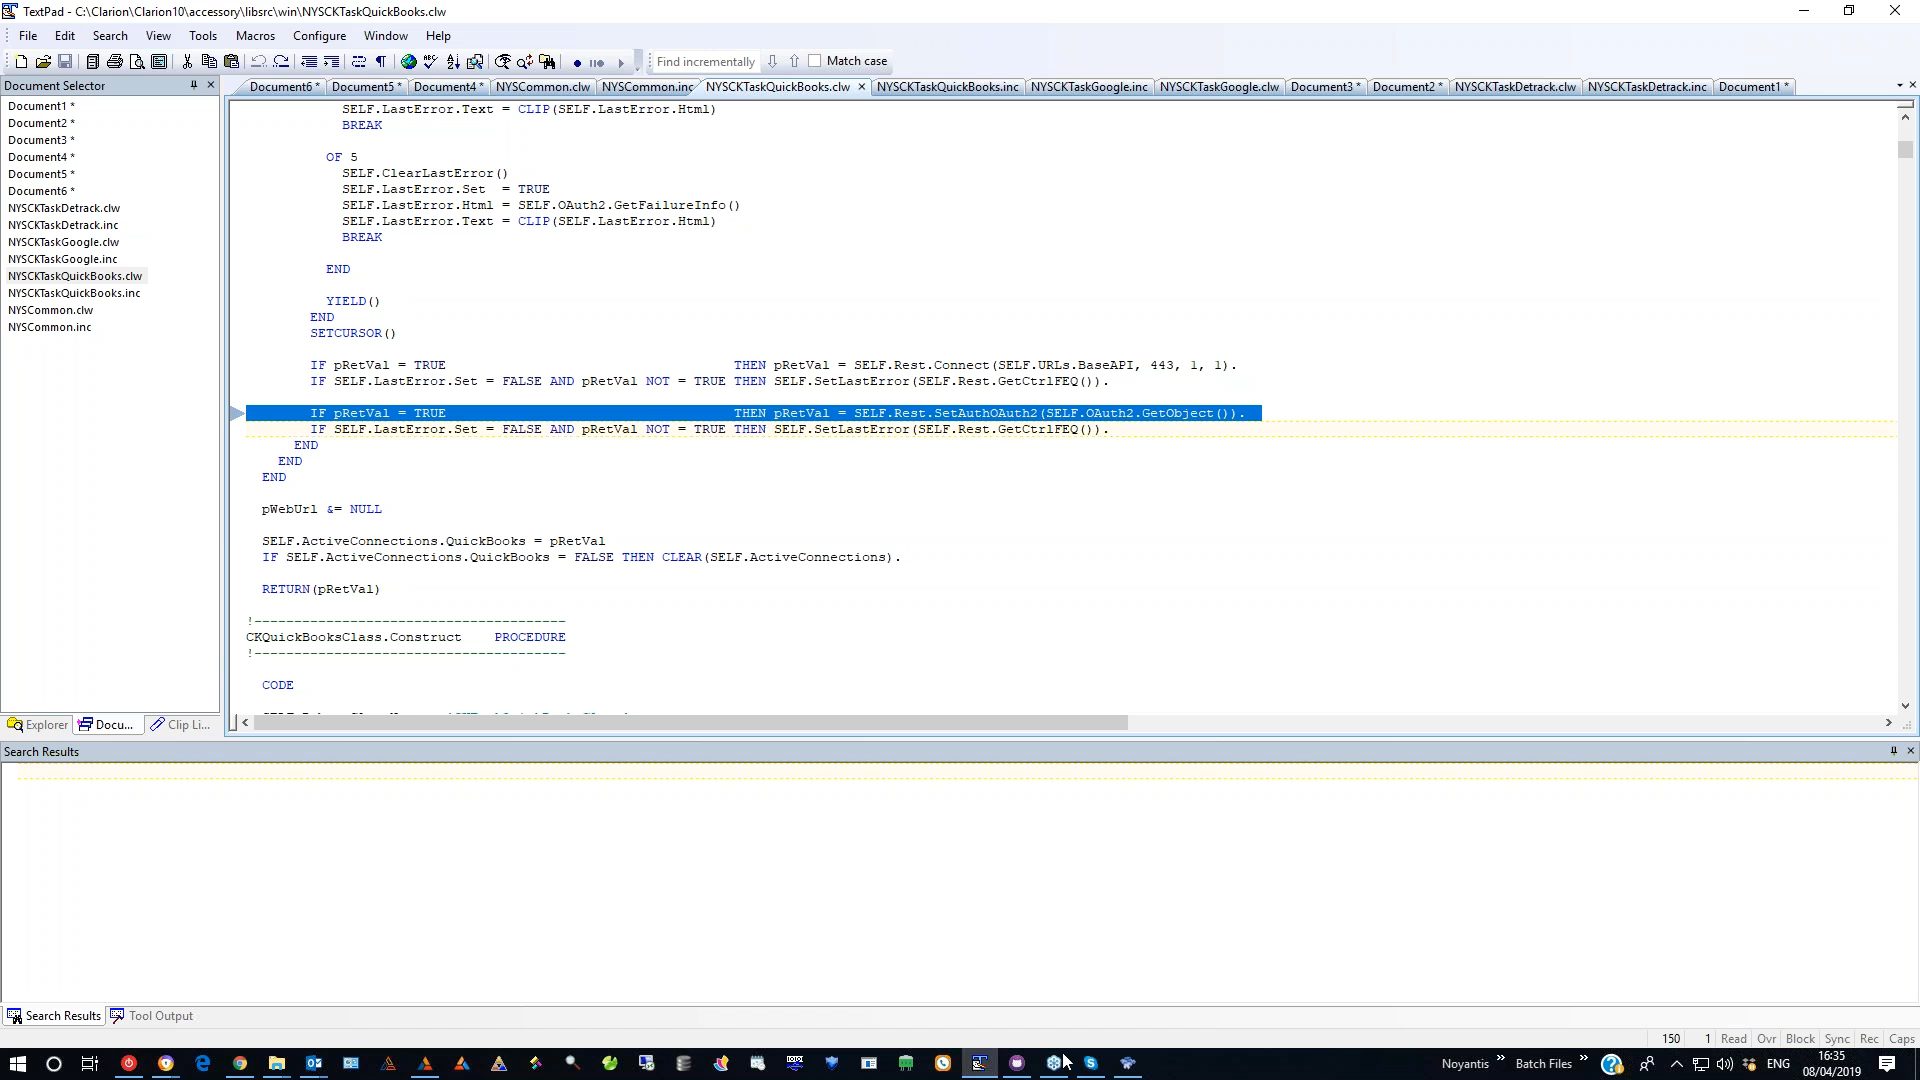 TextPad - C:\Clarion\Clarion10\accessory\libsrc\win\NYSCKTaskQuickBooks.clw
File Edit Search View Tools Macros Configure Window Help
Find incrementally Match case
Document Selector
Document6 * Document5 * Document4 * NYSCommon.clw NYSCommon.inc NYSCKTaskQuickBooks.clw NYSCKTaskQuickBooks.inc NYSCKTaskGoogle.inc NYSCKTaskGoogle.clw Document3 * Document2 * NYSCKTaskDetrack.clw NYSCKTaskDetrack.inc Document1 *
Document1 *
Document2 *
Document3 *
Document4 *
Document5 *
Document6 *
NYSCKTaskDetrack.clw
NYSCKTaskDetrack.inc
NYSCKTaskGoogle.clw
NYSCKTaskGoogle.inc
NYSCKTaskQuickBooks.clw
NYSCKTaskQuickBooks.inc
NYSCommon.clw
NYSCommon.inc
Explorer Docu... Clip Li...
SELF.LastError.Text = CLIP(SELF.LastError.Html)
BREAK
OF 5
SELF.ClearLastError()
SELF.LastError.Set = TRUE
SELF.LastError.Html = SELF.OAuth2.GetFailureInfo()
SELF.LastError.Text = CLIP(SELF.LastError.Html)
BREAK
END
YIELD()
END
SETCURSOR()
IF pRetVal = TRUE THEN pRetVal = SELF.Rest.Connect(SELF.URLs.BaseAPI, 443, 1, 1).
IF SELF.LastError.Set = FALSE AND pRetVal NOT = TRUE THEN SELF.SetLastError(SELF.Rest.GetCtrlFEQ()).
IF pRetVal = TRUE THEN pRetVal = SELF.Rest.SetAuthOAuth2(SELF.OAuth2.GetObject()).
IF SELF.LastError.Set = FALSE AND pRetVal NOT = TRUE THEN SELF.SetLastError(SELF.Rest.GetCtrlFEQ()).
END
END
END
pWebUrl &= NULL
SELF.ActiveConnections.QuickBooks = pRetVal
IF SELF.ActiveConnections.QuickBooks = FALSE THEN CLEAR(SELF.ActiveConnections).
RETURN(pRetVal)
!---------------------------------------
CKQuickBooksClass.Construct PROCEDURE
!---------------------------------------
CODE
Search Results
Search Results Tool Output
150 1 Read Ovr Block Sync Rec Caps
Noyantis » Batch Files » ENG 16:35
08/04/2019